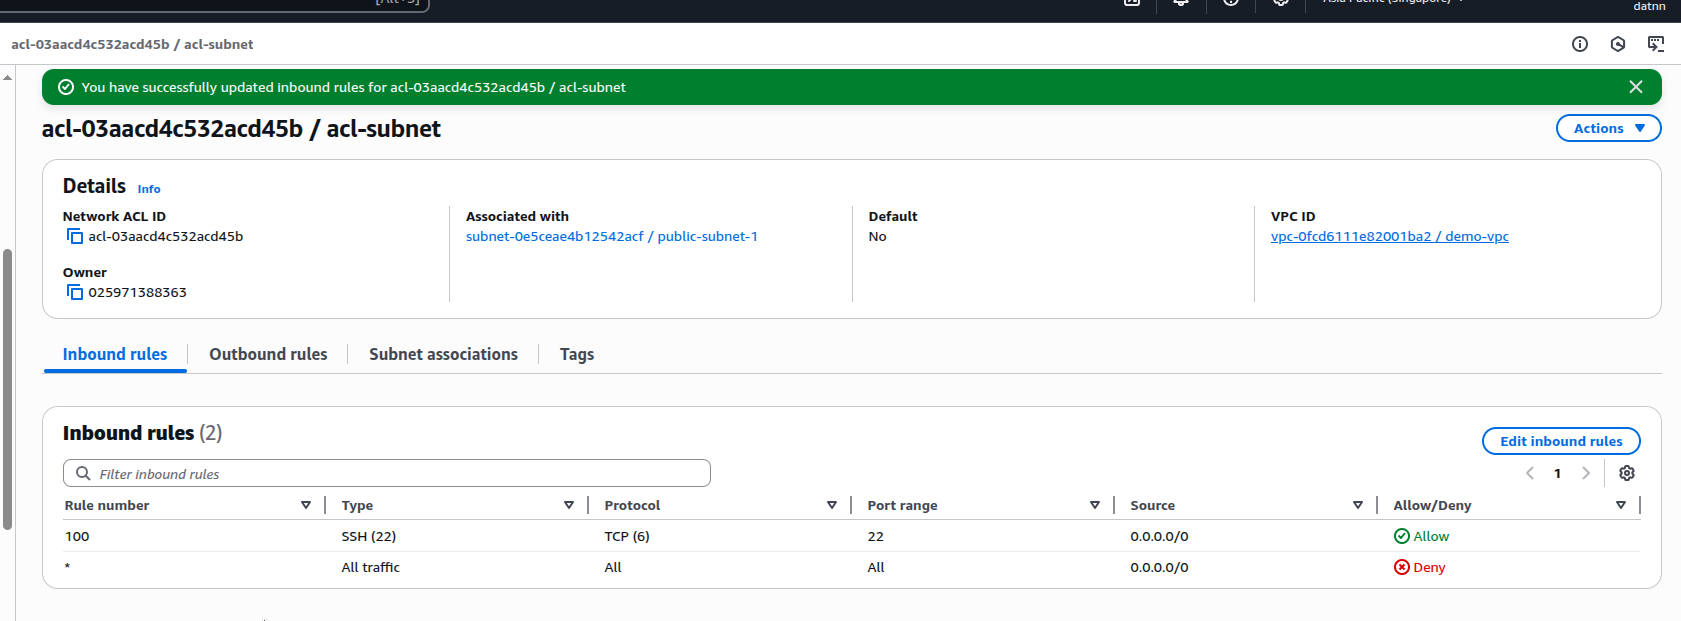 [Alt+S]
Asia Pacific (Singapore)
datnn
acl-03aacd4c532acd45b / acl-subnet
You have successfully updated inbound rules for acl-03aacd4c532acd45b / acl-subnet
acl-03aacd4c532acd45b / acl-subnet
Actions
Details Info
Network ACL ID
acl-03aacd4c532acd45b
Associated with
subnet-0e5ceae4b12542acf / public-subnet-1
Default
No
VPC ID
vpc-0fcd6111e82001ba2 / demo-vpc
Owner
025971388363
Inbound rules Outbound rules Subnet associations Tags
Inbound rules (2)
Edit inbound rules
Filter inbound rules
1
Rule number Type Protocol Port range Source Allow/Deny
100 SSH (22) TCP (6) 22 0.0.0.0/0 Allow
* All traffic All All 0.0.0.0/0 Deny